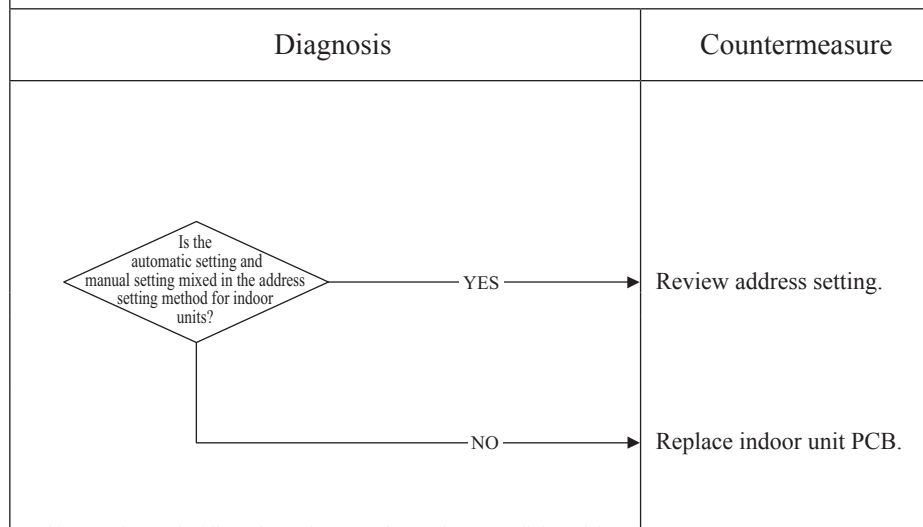 Diagnosis
Countermeasure
Is the
automatic setting and
manual setting mixed in the address
setting method for indoor
units?
YES
Review address setting.
NO
Replace indoor unit PCB.